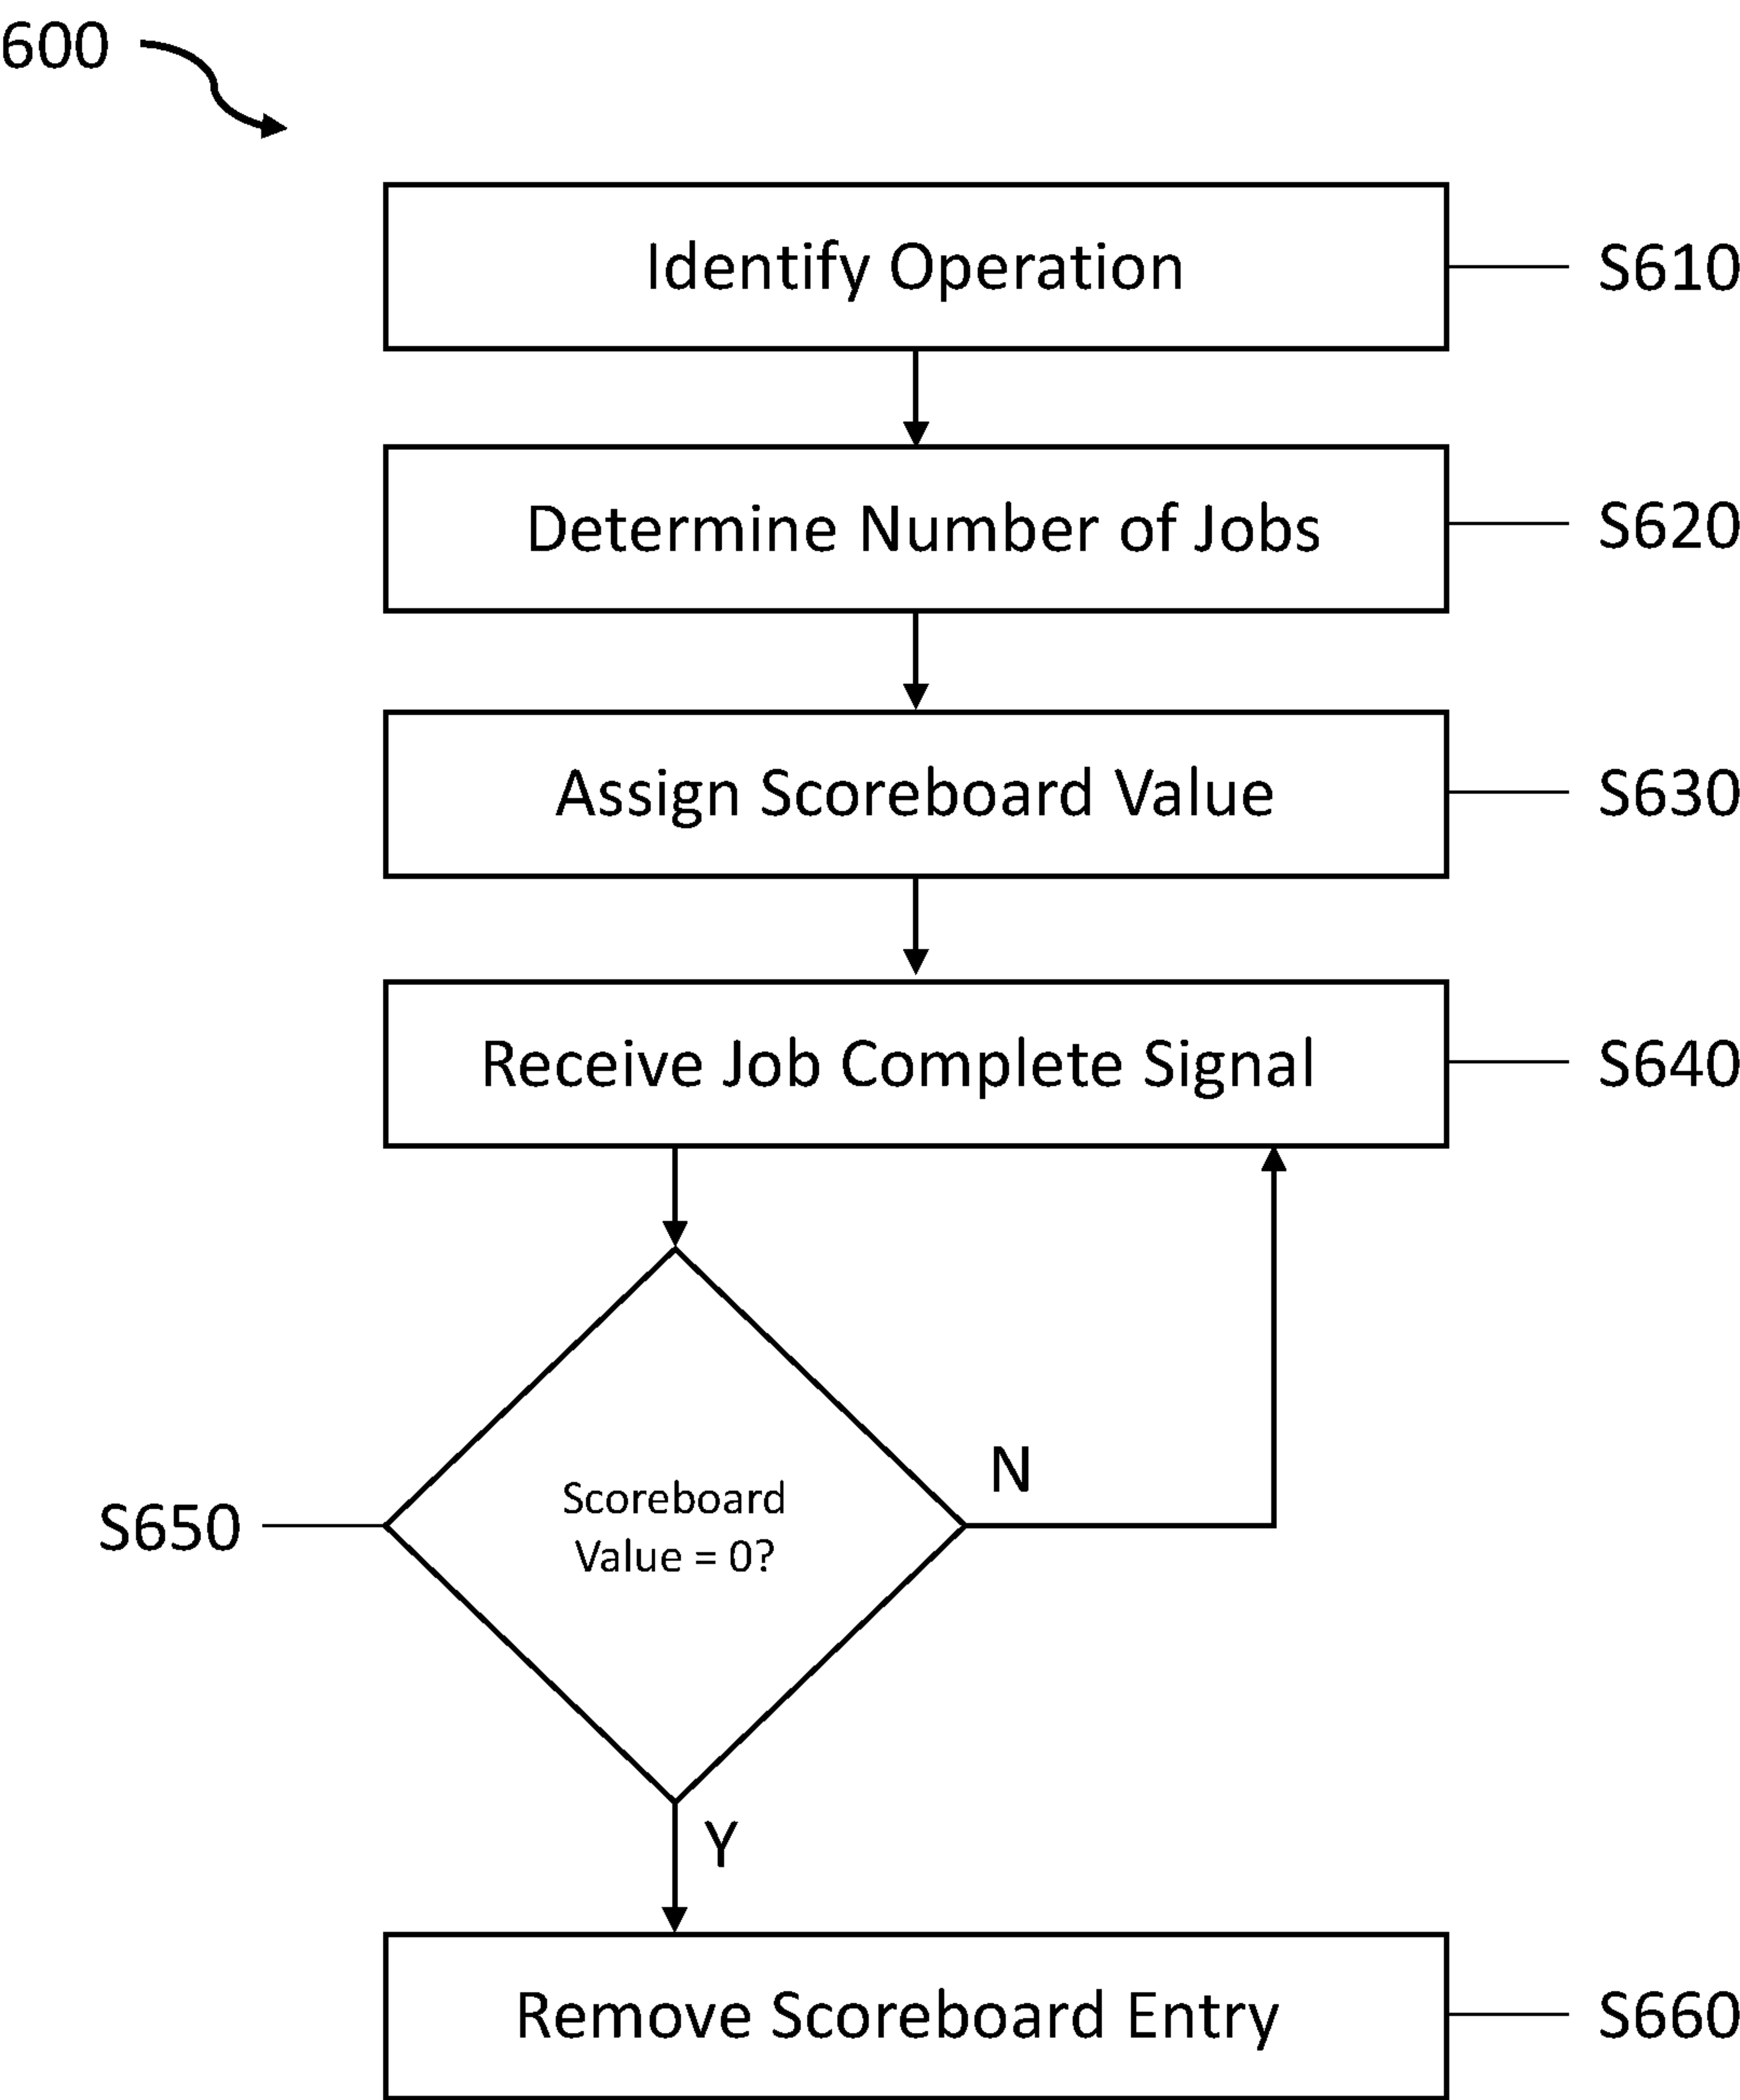 600
Identify Operation
S610
Determine Number of Jobs
S620
Assign Scoreboard Value
S630
Receive Job Complete Signal
S640
N
Scoreboard
Value = 0?
S650
Y
Remove Scoreboard Entry
S660